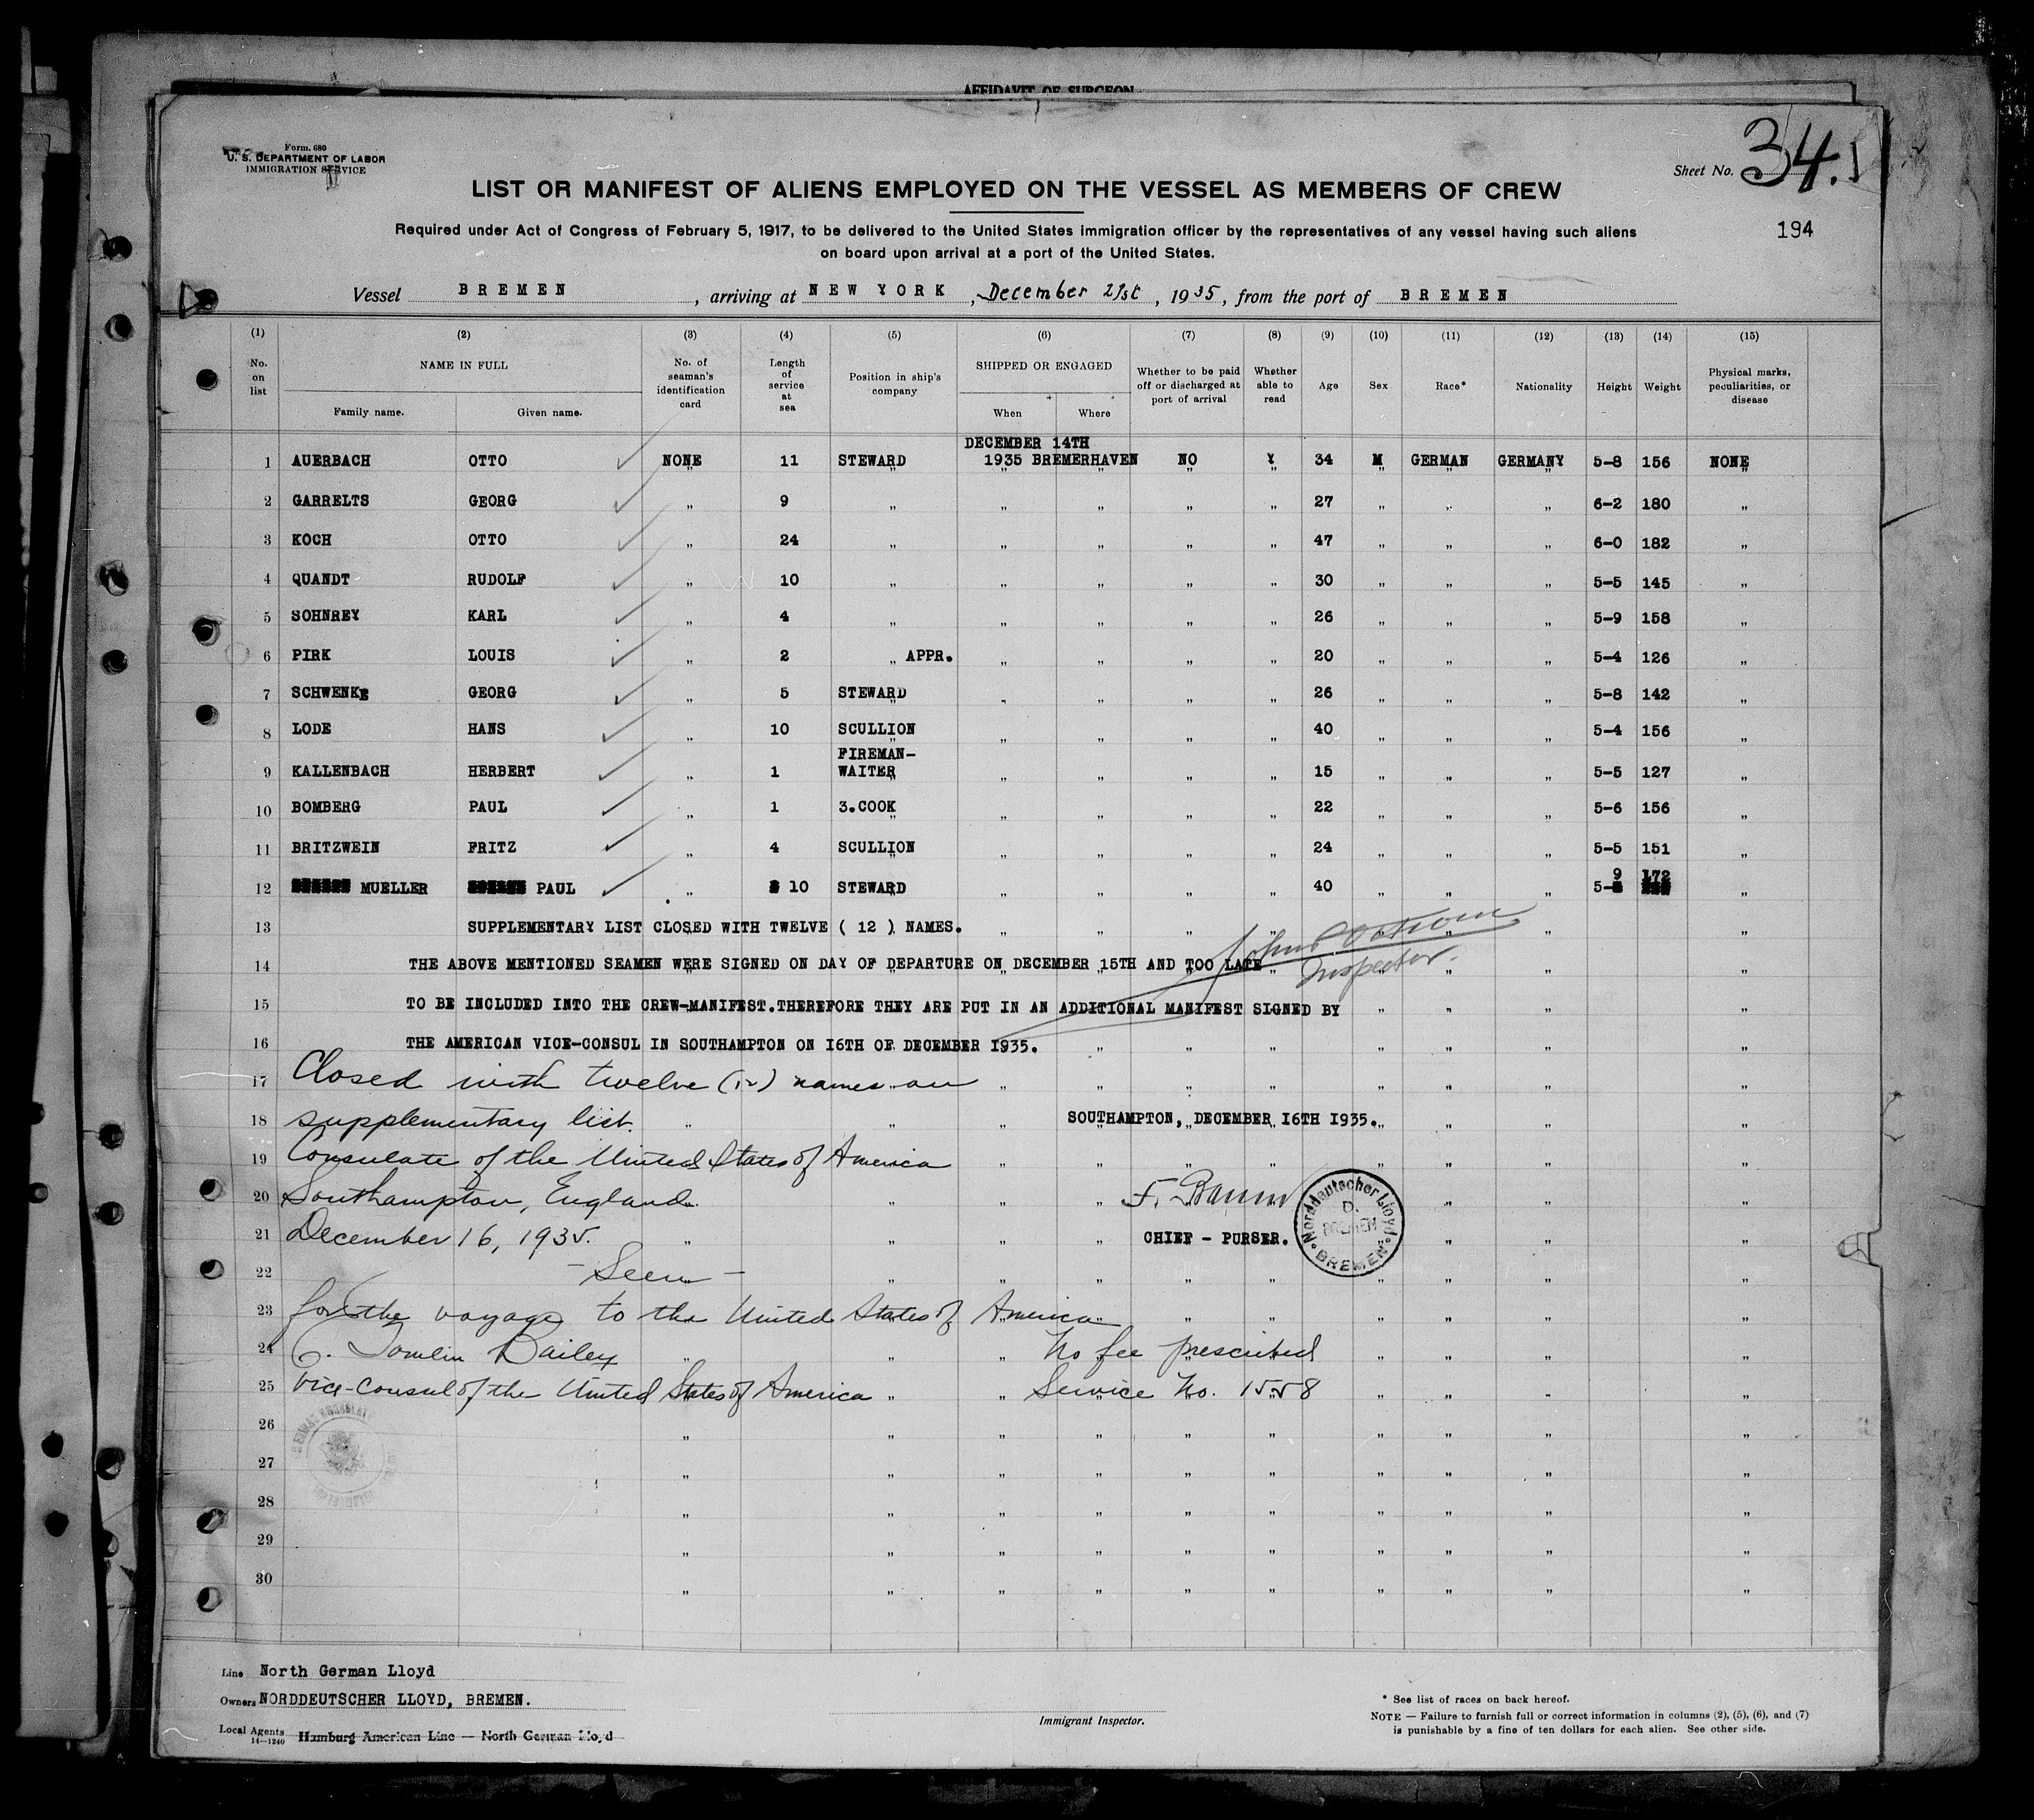 AFFIDAVIT OF SURGEON
Form. 680
U. S. DEPARTMENT OF LABOR
IMMIGRATION SERVICE
Sheet No. 34.
LIST OR MANIFEST OF ALIENS EMPLOYED ON THE VESSEL AS MEMBERS OF CREW
194
Required under Act of Congress of February 5, 1917, to be delivered to the United States immigration officer by the representatives of any vessel having such aliens
on board upon arrival at a port of the United States.
Vessel BREMEN, arriving at NEW YORK, December 21st, 1935, from the port of BREMEN
(1) (2) (3) (4) (5) (6) (7) (8) (9) (10) (11) (12) (13) (14) (15)
No. on list NAME IN FULL Family name. Given name. No. of seaman's identification card Length of service at sea Position in ship's company SHIPPED OR ENGAGED When Where Whether to be paid off or discharged at port of arrival Whether able to read Age Sex Race* Nationality Height Weight Physical marks, peculiarities, or disease
DECEMBER 14TH
1 AUERBACH OTTO NONE 11 STEWARD 1935 BREMERHAVEN NO Y 34 M GERMAN GERMANY 5-8 156 NONE
2 GARRELTS GEORG " 9 " " " " " 27 " " " 6-2 180 "
3 KOCH OTTO " 24 " " " " " 47 " " " 6-0 182 "
4 QUANDT RUDOLF " 10 " " " " " 30 " " " 5-5 145 "
5 SOHNREY KARL " 4 " " " " " 26 " " " 5-9 158 "
6 PIRK LOUIS " 2 " APPR. " " " " 20 " " " 5-4 126 "
7 SCHWENKE GEORG " 5 STEWARD " " " " 26 " " " 5-8 142 "
8 LODE HANS " 10 SCULLION " " " " 40 " " " 5-4 156 "
FIREMAN-
9 KALLENBACH HERBERT " 1 WAITER " " " " 15 " " " 5-5 127 "
10 BOMBERG PAUL " 1 3.COOK " " " " 22 " " " 5-6 156 "
11 BRITZWEIN FRITZ " 4 SCULLION " " " " 24 " " " 5-5 151 "
12 MUELLER PAUL " 10 STEWARD " " " " 40 " " " 5-9 172 "
13 SUPPLEMENTARY LIST CLOSED WITH TWELVE ( 12 ) NAMES.
14 THE ABOVE MENTIONED SEAMEN WERE SIGNED ON DAY OF DEPARTURE ON DECEMBER 15TH AND TOO LATE
Inspector.
15 TO BE INCLUDED INTO THE CREW-MANIFEST.THEREFORE THEY ARE PUT IN AN ADDITIONAL MANIFEST SIGNED BY
16 THE AMERICAN VICE-CONSUL IN SOUTHAMPTON ON 16TH OF DECEMBER 1935.
17 Closed with twelve (12) names on
18 supplementary list. SOUTHAMPTON, DECEMBER 16TH 1935.
19 Consulate of the United States of America
20 Southampton, England.
21 December 16, 1935. CHIEF - PURSER.
Norddeutscher Lloyd
D. BREMEN
BREMEN
22 - Seen -
23 for the voyage to the United States of America
24 C. Tomlin Bailey No fee prescribed
25 Vice-Consul of the United States of America Service No. 1558
26
27
28
29
30
Line North German Lloyd
Owners NORDDEUTSCHER LLOYD, BREMEN.
Local Agents Hamburg American Line — North German Lloyd
14—1240
Immigrant Inspector.
* See list of races on back hereof.
NOTE — Failure to furnish full or correct information in columns (2), (5), (6), and (7)
is punishable by a fine of ten dollars for each alien. See other side.